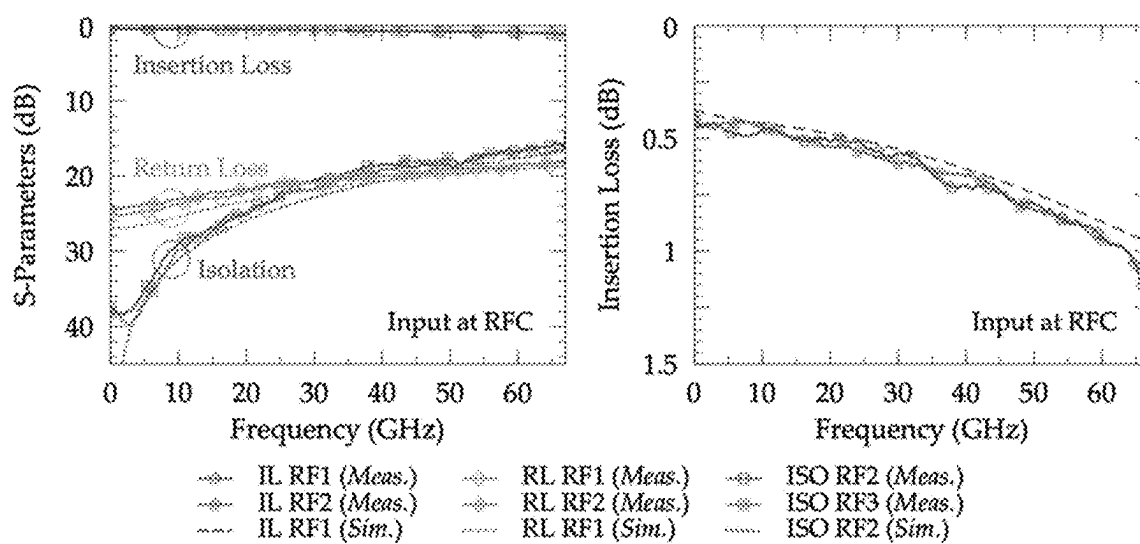 S-Parameters (dB)
0
10
20
30
40
Insertion Loss
Return Loss
Isolation
Input at RFC
0 10 20 30 40 50 60
Frequency (GHz)
Insertion Loss (dB)
0
0.5
1
1.5
Input at RFC
0 10 20 30 40 50 60
Frequency (GHz)
IL RF1 (Meas.) RL RF1 (Meas.) ISO RF2 (Meas.)
IL RF2 (Meas.) RL RF2 (Meas.) ISO RF3 (Meas.)
IL RF1 (Sim.) RL RF1 (Sim.) ISO RF2 (Sim.)